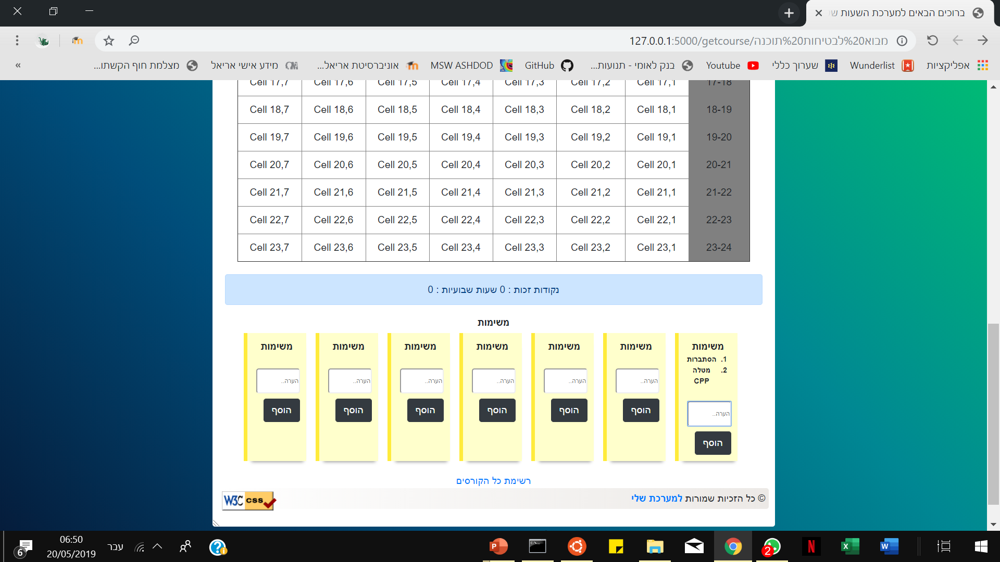 ברוכים הבאים למערכת השעות
127.0.0.1:5000/getcourse/מבוא%20לבטיחות%20תוכנה
אפליקציות
Wunderlist
שערוך כללי
Youtube
בנק לאומי - תנועות...
GitHub
MSW ASHDOD
אוניברסיטת אריאל...
מידע אישי אריאל
מצלמת חוף הקשתו...
»
17-18 Cell 17,1 Cell 17,2 Cell 17,3 Cell 17,4 Cell 17,5 Cell 17,6 Cell 17,7
18-19 Cell 18,1 Cell 18,2 Cell 18,3 Cell 18,4 Cell 18,5 Cell 18,6 Cell 18,7
19-20 Cell 19,1 Cell 19,2 Cell 19,3 Cell 19,4 Cell 19,5 Cell 19,6 Cell 19,7
20-21 Cell 20,1 Cell 20,2 Cell 20,3 Cell 20,4 Cell 20,5 Cell 20,6 Cell 20,7
21-22 Cell 21,1 Cell 21,2 Cell 21,3 Cell 21,4 Cell 21,5 Cell 21,6 Cell 21,7
22-23 Cell 22,1 Cell 22,2 Cell 22,3 Cell 22,4 Cell 22,5 Cell 22,6 Cell 22,7
23-24 Cell 23,1 Cell 23,2 Cell 23,3 Cell 23,4 Cell 23,5 Cell 23,6 Cell 23,7
נקודות זכות : 0 שעות שבועיות : 0
משימות
משימות
1. הסתברות
2. מטלה
CPP
הערה..
הוסף
משימות
הערה..
הוסף
משימות
הערה..
הוסף
משימות
הערה..
הוסף
משימות
הערה..
הוסף
משימות
הערה..
הוסף
משימות
הערה..
הוסף
רשימת כל הקורסים
© כל הזכיות שמורות למערכת שלי
W3C css
2
עבר
06:50
20/05/2019
6